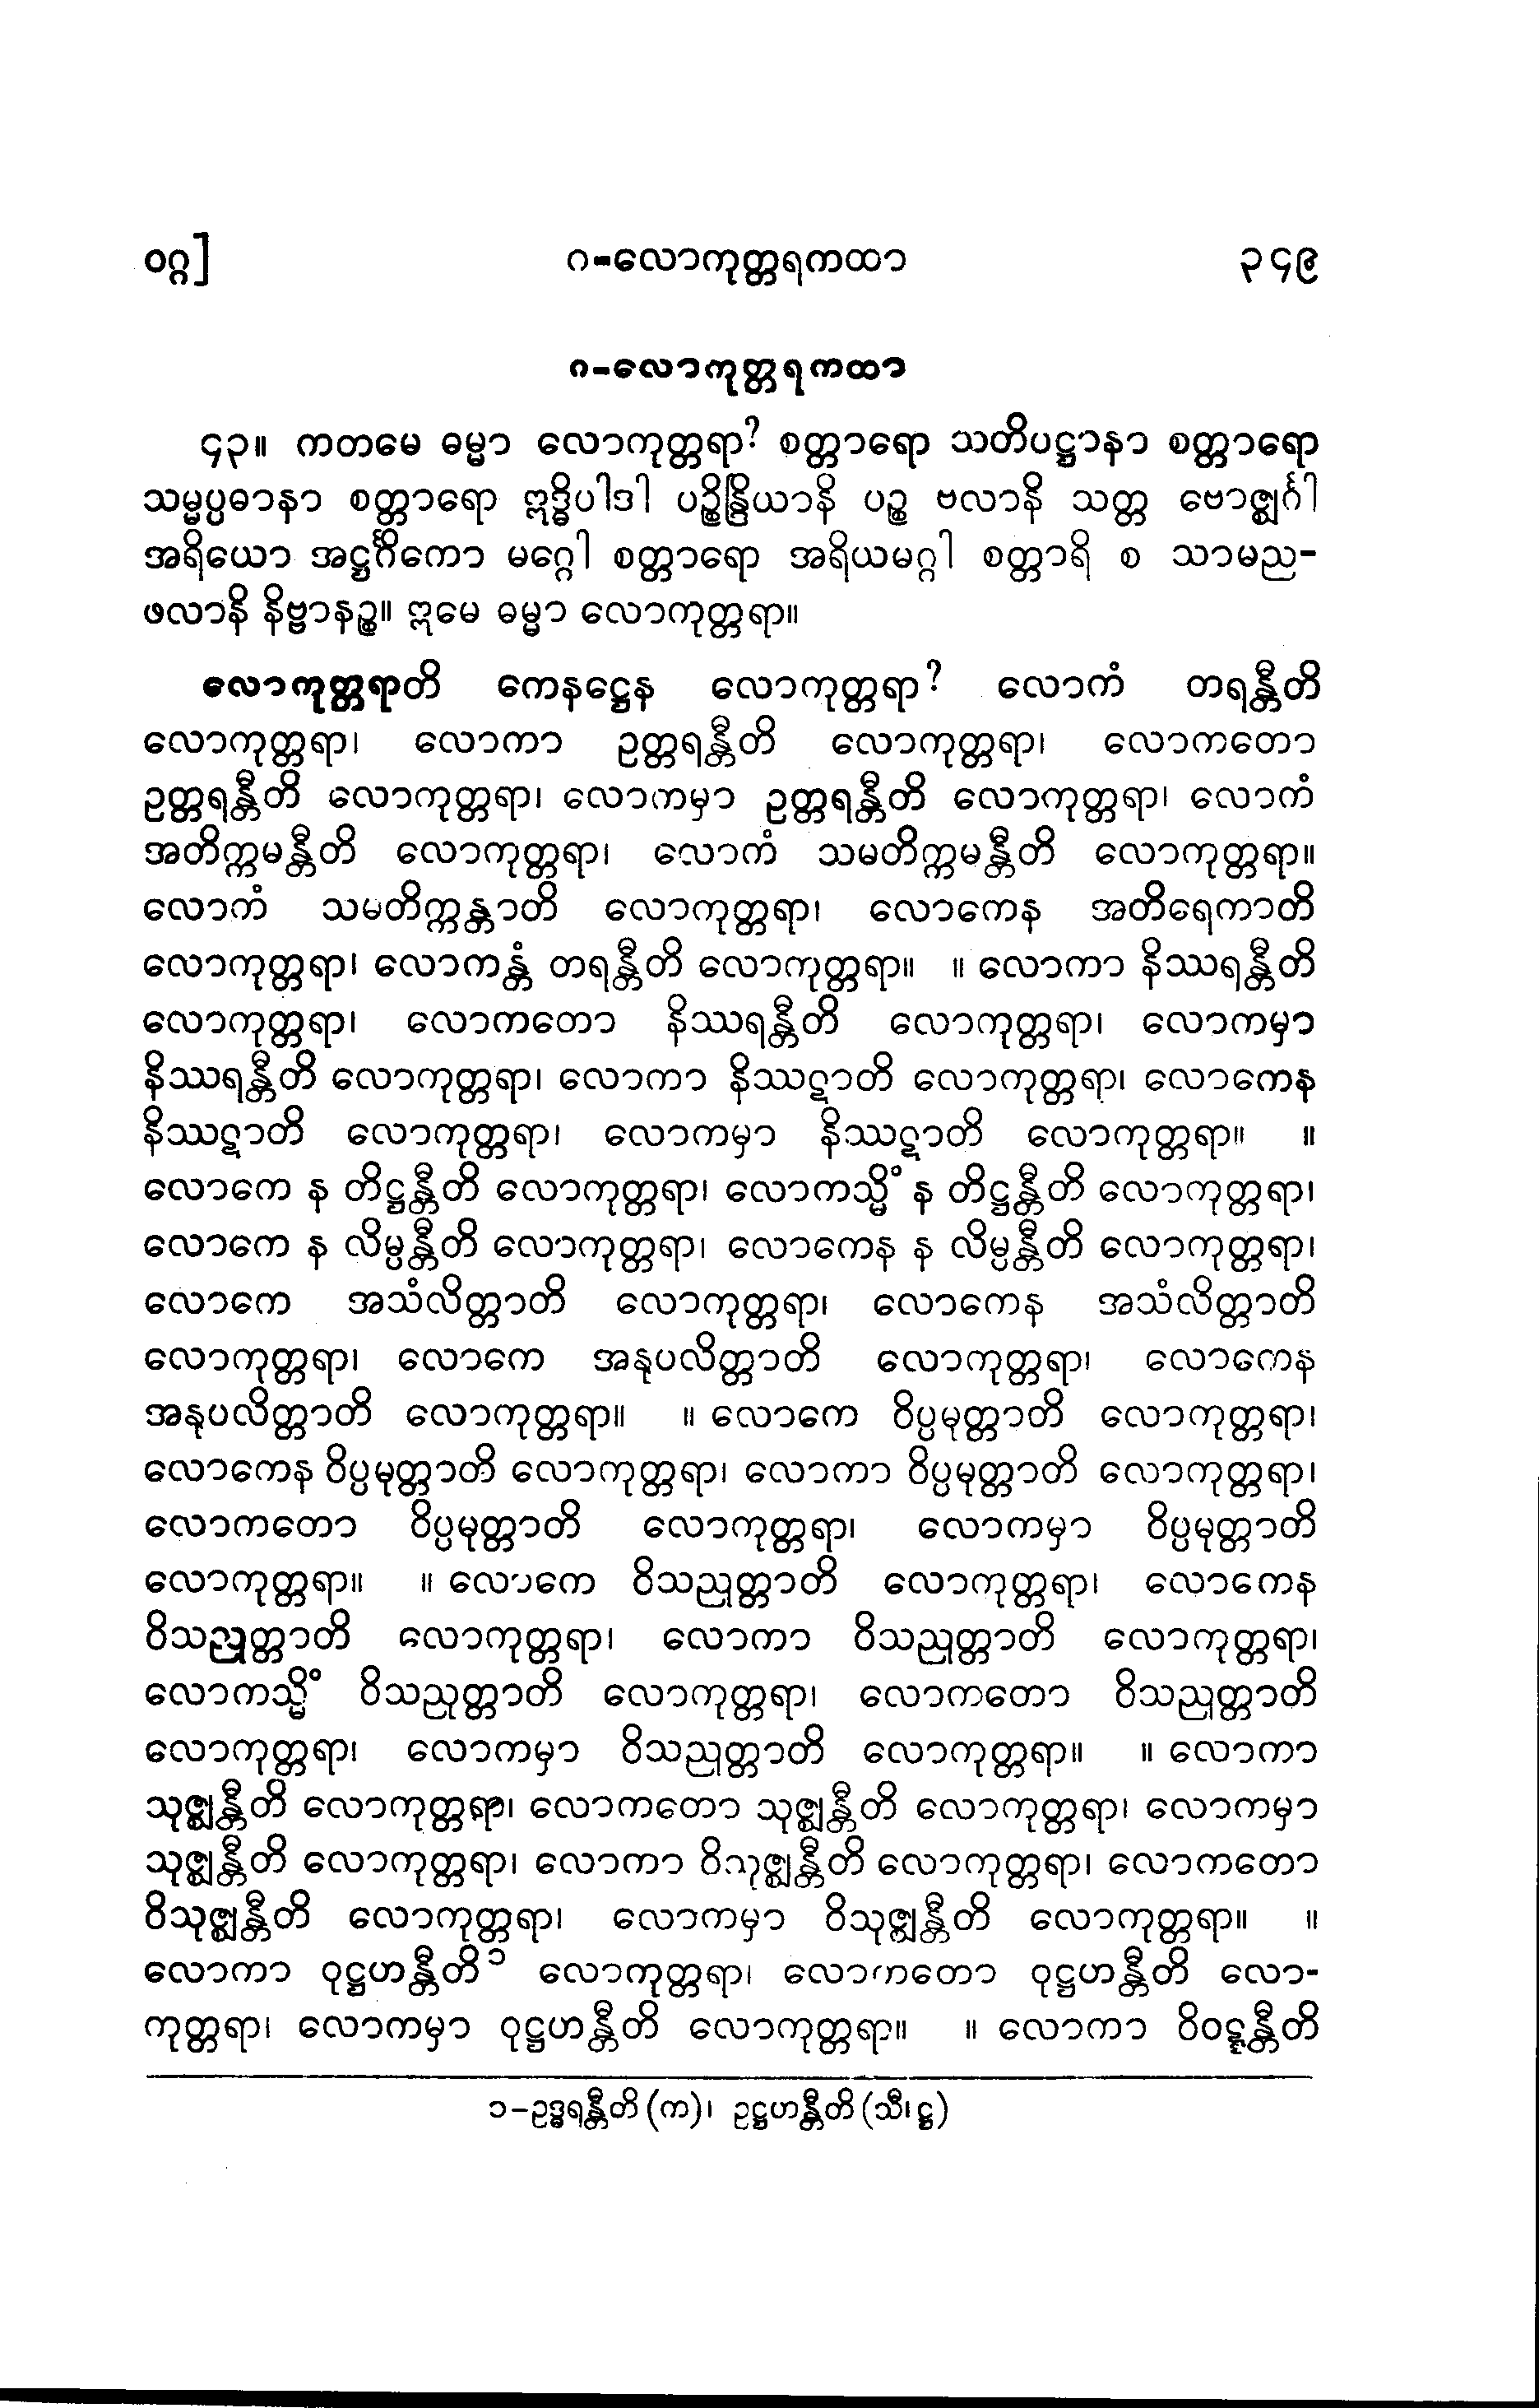 ဝဂ္ဂ]
ဂ-လောကုတ္တရကထာ
၃၄၉
ဂ-လောကုတ္တရကထာ
၄၃။ ကတမေ ဓမ္မာ လောကုတ္တရာ? စတ္တာရော သတိပဋ္ဌာနာ စတ္တာရော
သမ္မပ္ပဓာနာ စတ္တာရော ဣဒ္ဓိပါဒါ ပဉ္စိန္ဒြိယာနိ ပဉ္စ ဗလာနိ သတ္တ ဗောဇ္ဈင်္ဂါ
အရိယော အဋ္ဌင်္ဂိကော မဂ္ဂေါ စတ္တာရော အရိယမဂ္ဂါ စတ္တာရိ စ သာမည-
ဖလာနိ နိဗ္ဗာနဉ္စ။ ဣမေ ဓမ္မာ လောကုတ္တရာ။
လောကုတ္တရာတိ ကေနဋ္ဌေန လောကုတ္တရာ? လောကံ တရန္တီတိ
လောကုတ္တရာ၊ လောကာ ဥတ္တရန္တီတိ လောကုတ္တရာ၊ လောကတော
ဥတ္တရန္တီတိ လောကုတ္တရာ၊ လောကမှာ ဥတ္တရန္တီတိ လောကုတ္တရာ၊ လောကံ
အတိက္ကမန္တီတိ လောကုတ္တရာ၊ လောကံ သမတိက္ကမန္တီတိ လောကုတ္တရာ။
လောကံ သမတိက္ကန္တာတိ လောကုတ္တရာ၊ လောကေန အတိရေကာတိ
လောကုတ္တရာ၊ လောကန္တံ တရန္တီတိ လောကုတ္တရာ။ ။ လောကာ နိဿရန္တီတိ
လောကုတ္တရာ၊ လောကတော နိဿရန္တီတိ လောကုတ္တရာ၊ လောကမှာ
နိဿရန္တီတိ လောကုတ္တရာ၊ လောကာ နိဿဋာတိ လောကုတ္တရာ၊ လောကေန
နိဿဋာတိ လောကုတ္တရာ၊ လောကမှာ နိဿဋာတိ လောကုတ္တရာ။ ။
လောကေ န တိဋ္ဌန္တီတိ လောကုတ္တရာ၊ လောကသ္မိံ န တိဋ္ဌန္တီတိ လောကုတ္တရာ၊
လောကေ န လိမ္ပန္တီတိ လောကုတ္တရာ၊ လောကေန န လိမ္ပန္တီတိ လောကုတ္တရာ၊
လောကေ အသံလိတ္တာတိ လောကုတ္တရာ၊ လောကေန အသံလိတ္တာတိ
လောကုတ္တရာ၊ လောကေ အနုပလိတ္တာတိ လောကုတ္တရာ၊ လောကေန
အနုပလိတ္တာတိ လောကုတ္တရာ။ ။ လောကေ ဝိပ္ပမုတ္တာတိ လောကုတ္တရာ၊
လောကေန ဝိပ္ပမုတ္တာတိ လောကုတ္တရာ၊ လောကာ ဝိပ္ပမုတ္တာတိ လောကုတ္တရာ၊
လောကတော ဝိပ္ပမုတ္တာတိ လောကုတ္တရာ၊ လောကမှာ ဝိပ္ပမုတ္တာတိ
လောကုတ္တရာ။ ။ လောကေ ဝိသညုတ္တာတိ လောကုတ္တရာ၊ လောကေန
ဝိသညုတ္တာတိ လောကုတ္တရာ၊ လောကာ ဝိသညုတ္တာတိ လောကုတ္တရာ၊
လောကသ္မိံ ဝိသညုတ္တာတိ လောကုတ္တရာ၊ လောကတော ဝိသညုတ္တာတိ
လောကုတ္တရာ၊ လောကမှာ ဝိသညုတ္တာတိ လောကုတ္တရာ။ ။ လောကာ
သုဇ္ဈန္တီတိ လောကုတ္တရာ၊ လောကတော သုဇ္ဈန္တီတိ လောကုတ္တရာ၊ လောကမှာ
သုဇ္ဈန္တီတိ လောကုတ္တရာ၊ လောကာ ဝိသုဇ္ဈန္တီတိ လောကုတ္တရာ၊ လောကတော
ဝိသုဇ္ဈန္တီတိ လောကုတ္တရာ၊ လောကမှာ ဝိသုဇ္ဈန္တီတိ လောကုတ္တရာ။ ။
လောကာ ဝုဋ္ဌဟန္တီတိ၁ လောကုတ္တရာ၊ လောကတော ဝုဋ္ဌဟန္တီတိ လော-
ကုတ္တရာ၊ လောကမှာ ဝုဋ္ဌဟန္တီတိ လောကုတ္တရာ။ ။ လောကာ ဝိဝဋ္ဋန္တီတိ
၁-ဥဒ္ဓရန္တီတိ (က)၊ ဥဋ္ဌဟန္တီတိ (သီ၊ ဋ္ဌ)